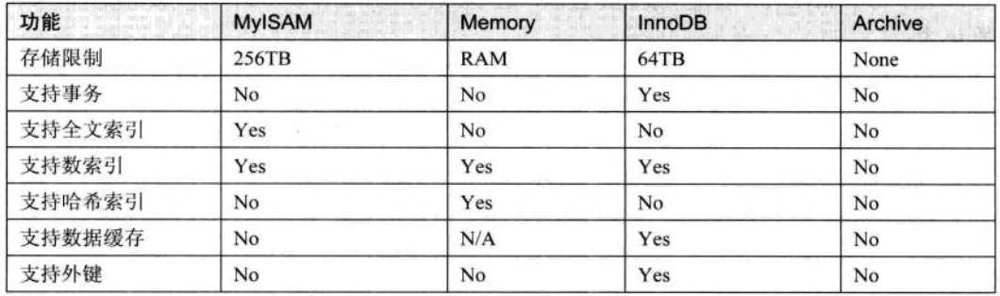 功能 MyISAM Memory InnoDB Archive
存储限制 256TB RAM 64TB None
支持事务 No No Yes No
支持全文索引 Yes No No No
支持数索引 Yes Yes Yes No
支持哈希索引 No Yes No No
支持数据缓存 No N/A Yes No
支持外键 No No Yes No